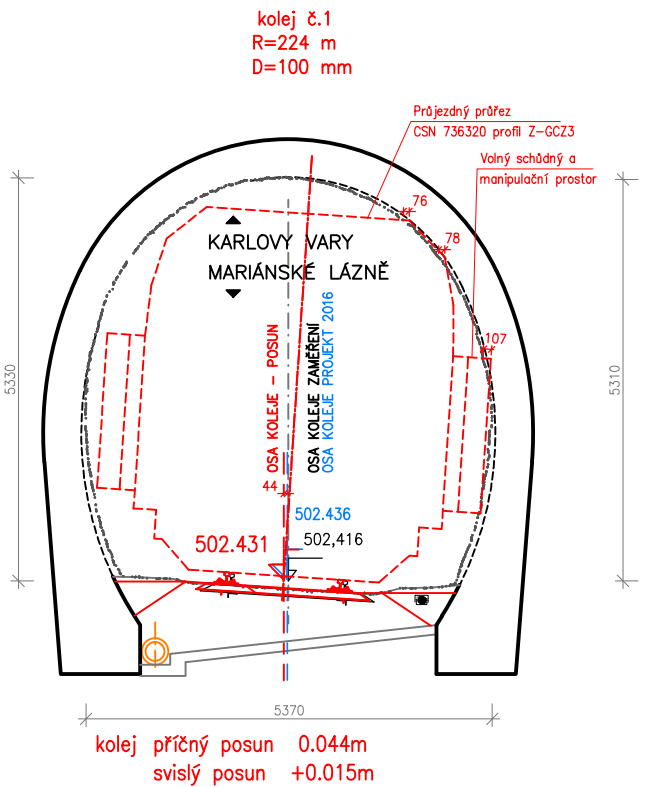 kolej č.1
R=224 m
D=100 mm
Průjezdný průřez
CSN 736320 profil Z-GCZ3
Volný schůdný a
manipulační prostor
76
78
107
KARLOVY VARY
MARIÁNSKÉ LÁZNĚ
OSA KOLEJE - POSUN
OSA KOLEJE ZAMĚŘENÍ
OSA KOLEJE PROJEKT 2016
5330
5310
44
502.436
502.431
502,416
5370
kolej příčný posun 0.044m
svislý posun +0.015m